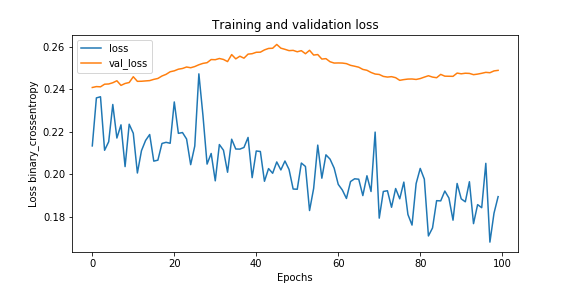 Training and validation loss
loss
val_loss
Loss binary_crossentropy
0.26
0.24
0.22
0.20
0.18
0
20
40
60
80
100
Epochs